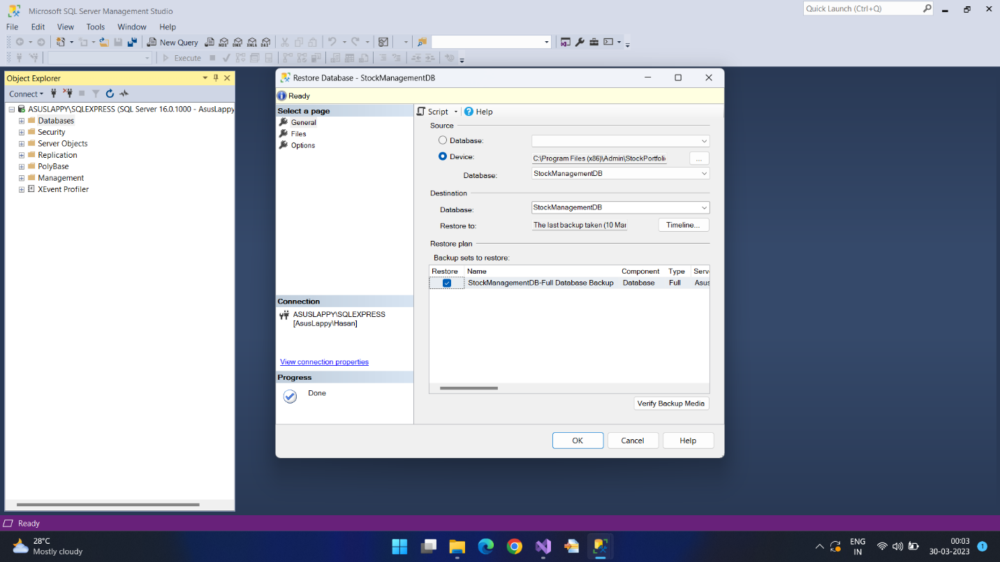 Microsoft SQL Server Management Studio
Quick Launch (Ctrl+Q)
File Edit View Tools Window Help
New Query
MDX DMX XMLA DAX
Execute
Object Explorer
Connect
ASUSLAPPY\SQLEXPRESS (SQL Server 16.0.1000 - AsusLappy
Databases
Security
Server Objects
Replication
PolyBase
Management
XEvent Profiler
Restore Database - StockManagementDB
Ready
Select a page
General
Files
Options
Connection
ASUSLAPPY\SQLEXPRESS
[AsusLappy\Hasan]
View connection properties
Progress
Done
Script Help
Source
Database:
Device: C:\Program Files (x86)\Admin\StockPortfoli ...
Database: StockManagementDB
Destination
Database: StockManagementDB
Restore to: The last backup taken (10 Mar Timeline...
Restore plan
Backup sets to restore:
Restore Name Component Type Serv
StockManagementDB-Full Database Backup Database Full Asus
Verify Backup Media
OK Cancel Help
Ready
28°C
Mostly cloudy
ENG
IN
00:03
30-03-2023
1